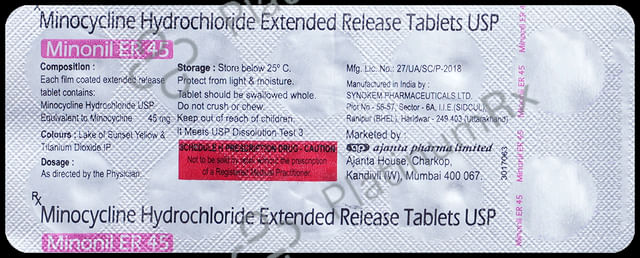 Rx
Minocycline Hydrochloride Extended Release Tablets USP
Minonil ER 45
Composition :
Each film coated extended release
tablet contains:
Minocycline Hydrochloride USP
Equivalent to Minocycline 45 mg
Colours : Lake of Sunset Yellow &
Titanium Dioxide IP
Dosage :
As directed by the Physician.
Storage : Store below 25° C.
Protect from light & moisture.
Tablet should be swallowed whole.
Do not crush or chew.
Keep out of reach of children.
It Meets USP Dissolution Test 3
SCHEDULE H PRESCRIPTION DRUG - CAUTION
Not to be sold by retail without the prescription
of a Registered Medical Practitioner.
Mfg. Lic. No.: 27/UA/SC/P-2018
Manufactured in India by :
SYNOKEM PHARMACEUTICALS LTD.
Plot No - 56-57, Sector - 6A, I.I.E.(SIDCUL),
Ranipur (BHEL), Haridwar - 249 403 (Uttarakhand)
Marketed by
ajanta pharma limited
Ajanta House, Charkop,
Kandivli (W), Mumbai 400 067.
3017063
Minonil ER 45
Minonil ER 45
Rx
Minocycline Hydrochloride Extended Release Tablets USP
Minonil ER 45
PlatinumRx